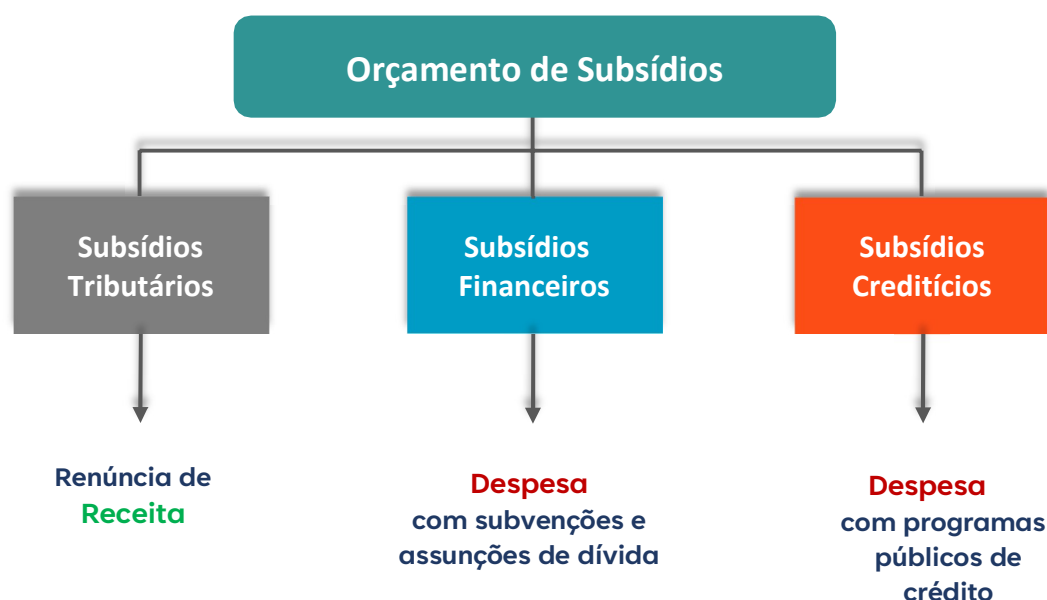 Orçamento de Subsídios
Subsídios
Tributários
Subsídios
Financeiros
Subsídios
Creditícios
Renúncia de
Receita
Despesa
com subvenções e
assunções de dívida
Despesa
com programas
públicos de
crédito